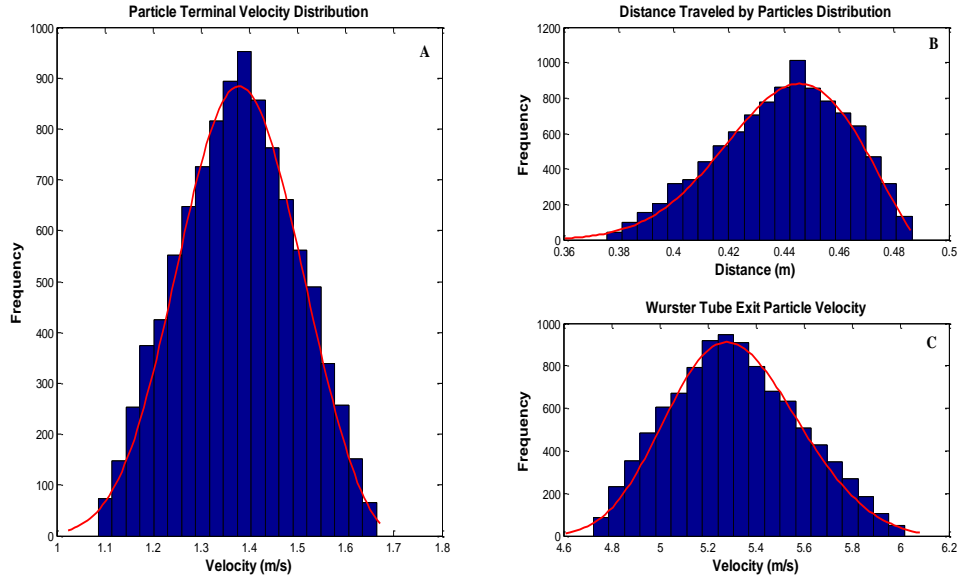 Particle Terminal Velocity Distribution
A
1000
900
800
700
600
500
400
300
200
100
0
Frequency
1 1.1 1.2 1.3 1.4 1.5 1.6 1.7 1.8
Velocity (m/s)
Distance Traveled by Particles Distribution
B
1200
1000
800
600
400
200
0
Frequency
0.36 0.38 0.4 0.42 0.44 0.46 0.48 0.5
Distance (m)
Wurster Tube Exit Particle Velocity
C
1000
800
600
400
200
0
Frequency
4.6 4.8 5 5.2 5.4 5.6 5.8 6 6.2
Velocity (m/s)